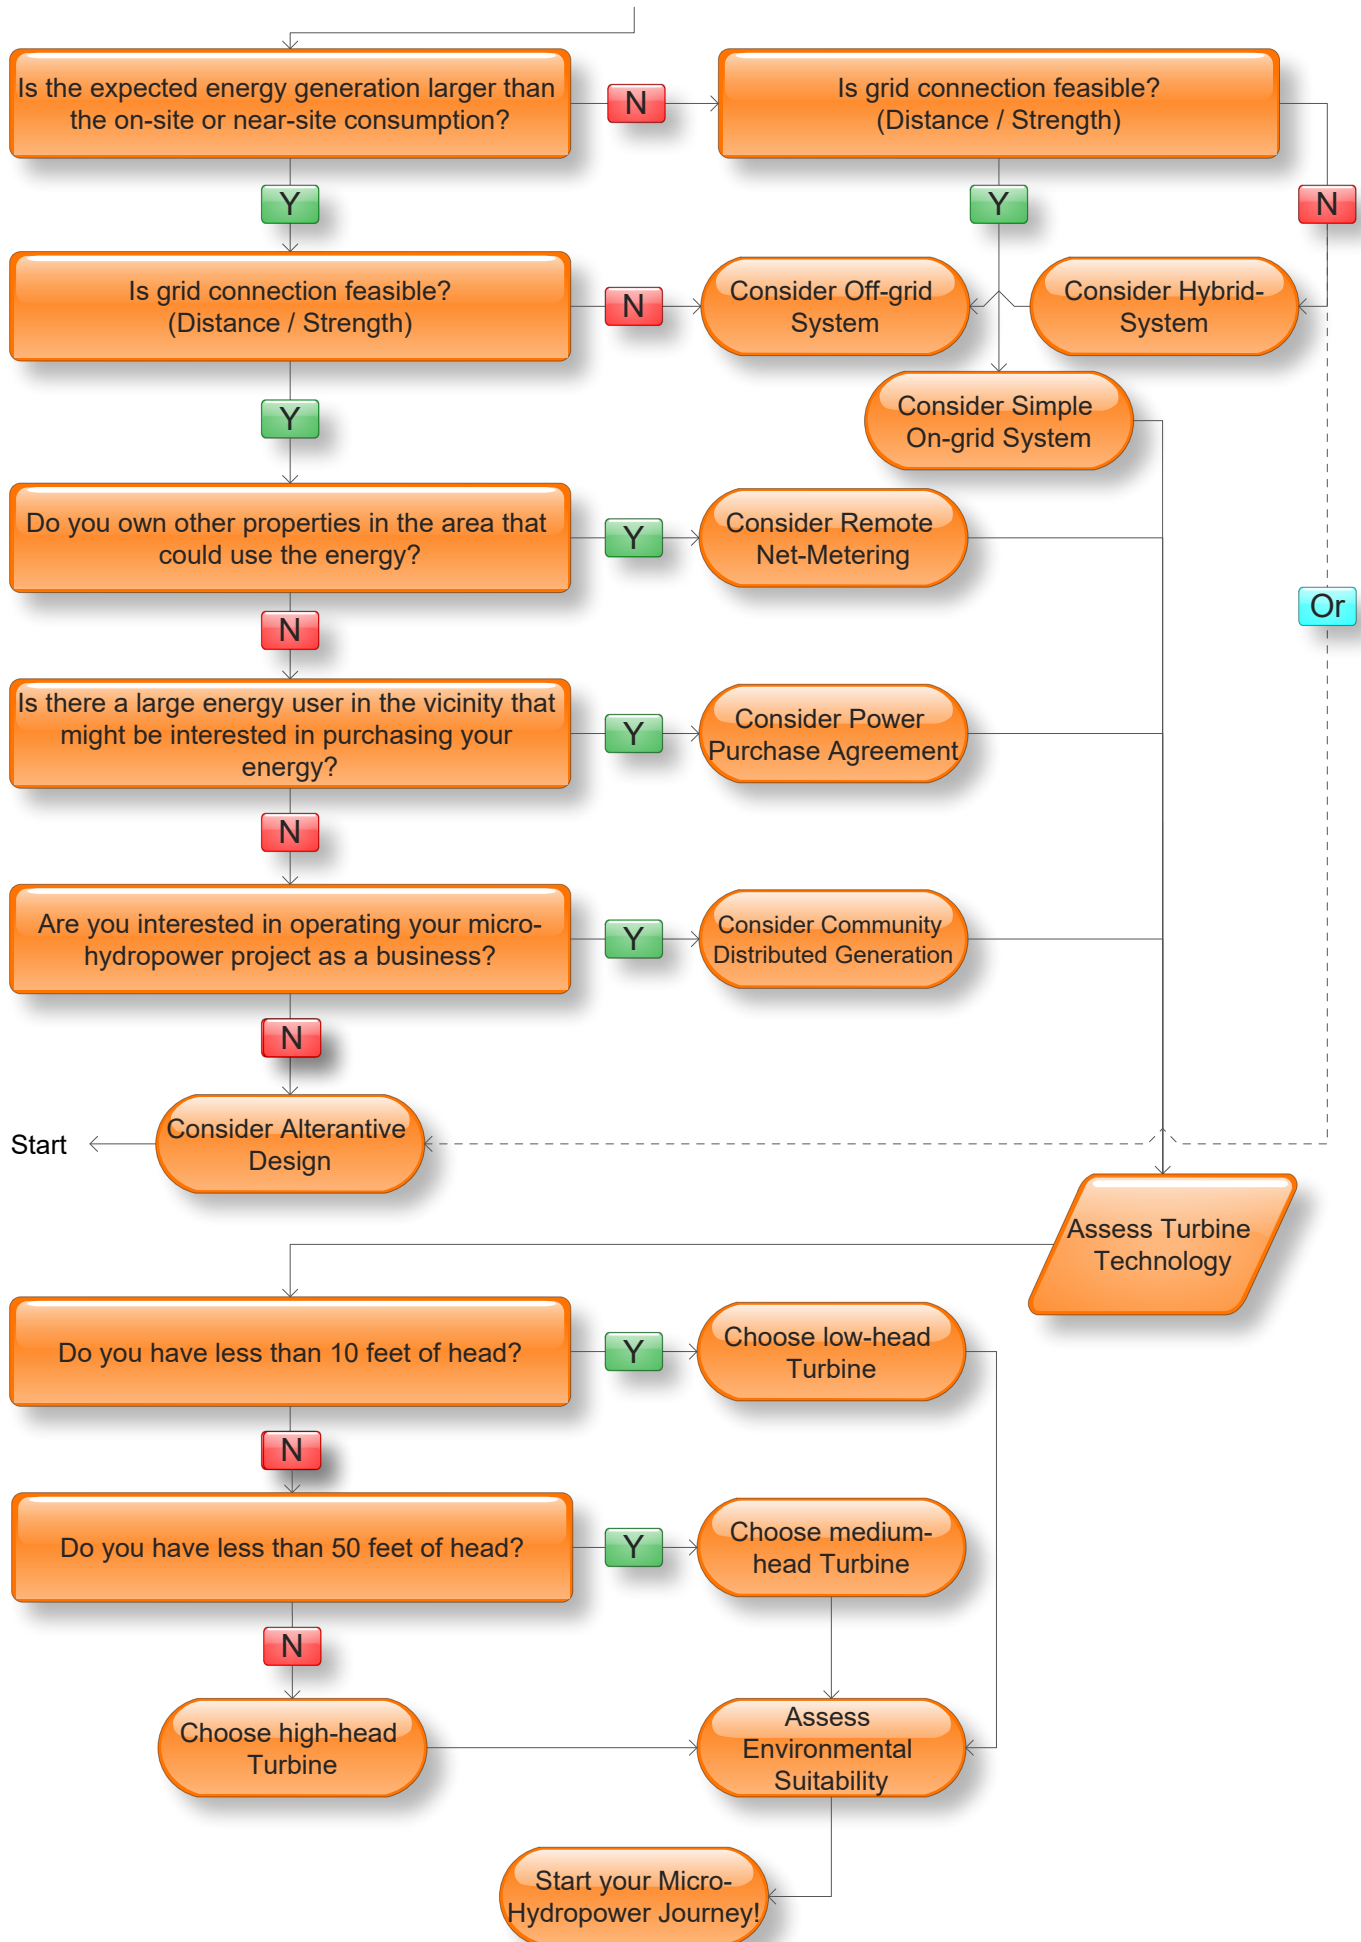 Is the expected energy generation larger than
the on-site or near-site consumption?
N
Is grid connection feasible?
(Distance / Strength)
Y
Y
N
Is grid connection feasible?
(Distance / Strength)
N
Consider Off-grid
System
Consider Hybrid-
System
Y
Consider Simple
On-grid System
Do you own other properties in the area that
could use the energy?
Y
Consider Remote
Net-Metering
Or
N
Is there a large energy user in the vicinity that
might be interested in purchasing your
energy?
Y
Consider Power
Purchase Agreement
N
Are you interested in operating your micro-
hydropower project as a business?
Y
Consider Community
Distributed Generation
N
Start
Consider Alterantive
Design
Assess Turbine
Technology
Do you have less than 10 feet of head?
Y
Choose low-head
Turbine
N
Do you have less than 50 feet of head?
Y
Choose medium-
head Turbine
N
Choose high-head
Turbine
Assess
Environmental
Suitability
Start your Micro-
Hydropower Journey!